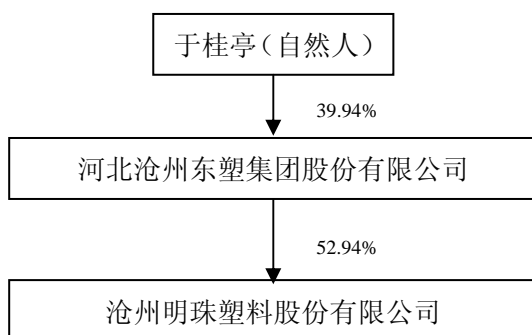 于桂亭（自然人）
39.94%
河北沧州东塑集团股份有限公司
52.94%
沧州明珠塑料股份有限公司